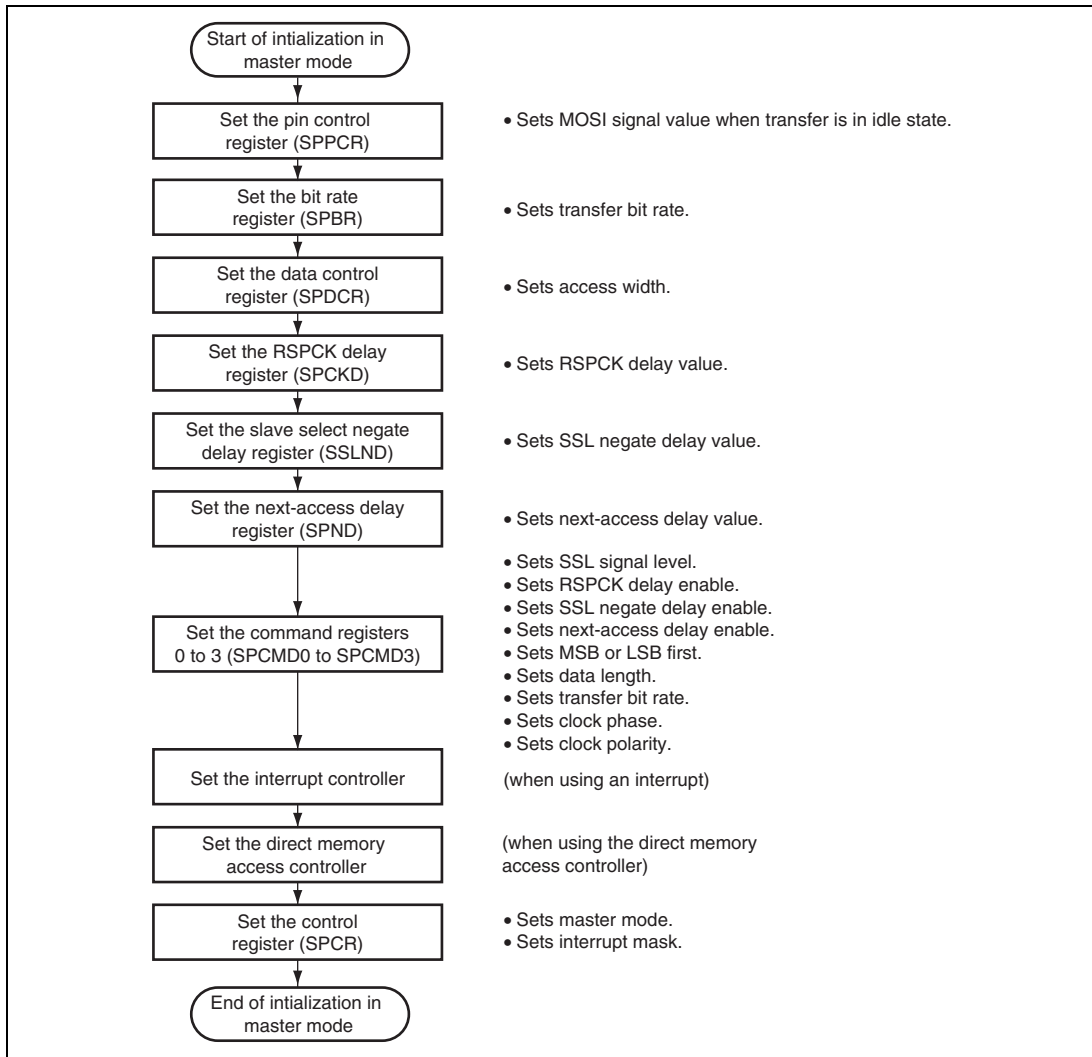 Start of intialization in
master mode
Set the pin control
register (SPPCR)
• Sets MOSI signal value when transfer is in idle state.
Set the bit rate
register (SPBR)
• Sets transfer bit rate.
Set the data control
register (SPDCR)
• Sets access width.
Set the RSPCK delay
register (SPCKD)
• Sets RSPCK delay value.
Set the slave select negate
delay register (SSLND)
• Sets SSL negate delay value.
Set the next-access delay
register (SPND)
• Sets next-access delay value.
Set the command registers
0 to 3 (SPCMD0 to SPCMD3)
• Sets SSL signal level.
• Sets RSPCK delay enable.
• Sets SSL negate delay enable.
• Sets next-access delay enable.
• Sets MSB or LSB first.
• Sets data length.
• Sets transfer bit rate.
• Sets clock phase.
• Sets clock polarity.
Set the interrupt controller
(when using an interrupt)
Set the direct memory
access controller
(when using the direct memory
access controller)
Set the control
register (SPCR)
• Sets master mode.
• Sets interrupt mask.
End of intialization in
master mode